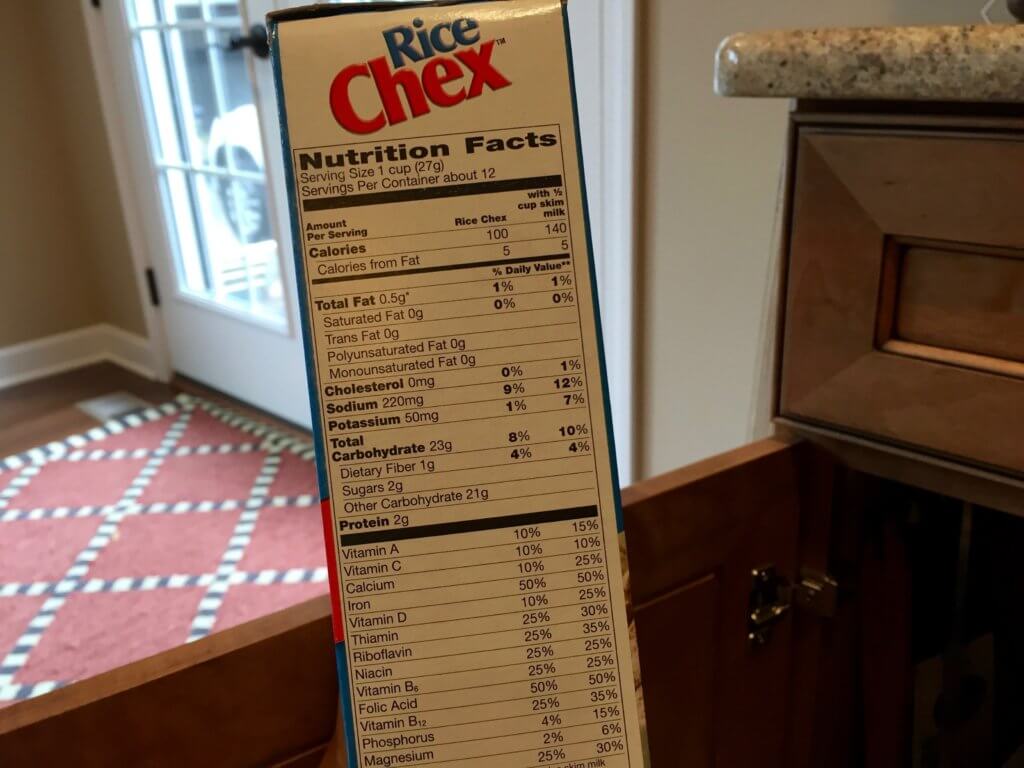 Rice
Chex™
Nutrition Facts
Serving Size 1 cup (27g)
Servings Per Container about 12
Amount Per Serving Rice Chex with ½ cup skim milk
Calories 100 140
Calories from Fat 5 5
% Daily Value**
Total Fat 0.5g* 1% 1%
Saturated Fat 0g 0% 0%
Trans Fat 0g
Polyunsaturated Fat 0g
Monounsaturated Fat 0g
Cholesterol 0mg 0% 1%
Sodium 220mg 9% 12%
Potassium 50mg 1% 7%
Total
Carbohydrate 23g 8% 10%
Dietary Fiber 1g 4% 4%
Sugars 2g
Other Carbohydrate 21g
Protein 2g
Vitamin A 10% 15%
Vitamin C 10% 10%
Calcium 10% 25%
Iron 50% 50%
Vitamin D 10% 25%
Thiamin 25% 30%
Riboflavin 25% 35%
Niacin 25% 25%
Vitamin B₆ 25% 25%
Folic Acid 50% 50%
Vitamin B₁₂ 25% 35%
Phosphorus 4% 15%
Magnesium 2% 6%
25% 30%
skim milk